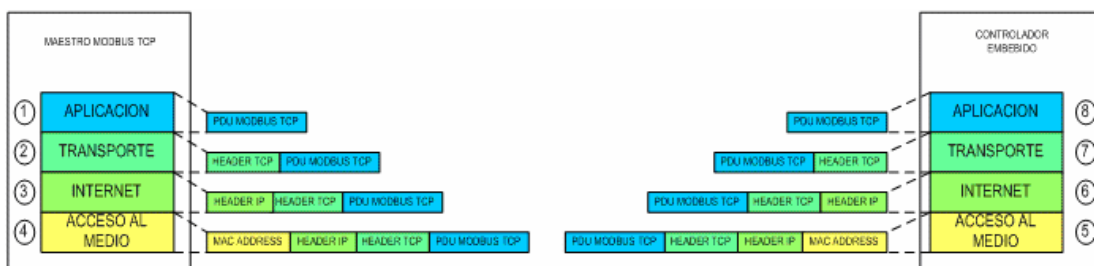 MAESTRO MODBUS TCP
CONTROLADOR
EMBEBIDO
1 APLICACION PDU MODBUS TCP PDU MODBUS TCP APLICACION 8
2 TRANSPORTE HEADER TCP PDU MODBUS TCP PDU MODBUS TCP HEADER TCP TRANSPORTE 7
3 INTERNET HEADER IP HEADER TCP PDU MODBUS TCP PDU MODBUS TCP HEADER TCP HEADER IP INTERNET 6
4 ACCESO AL
MEDIO MAC ADDRESS HEADER IP HEADER TCP PDU MODBUS TCP PDU MODBUS TCP HEADER TCP HEADER IP MAC ADDRESS ACCESO AL
MEDIO 5